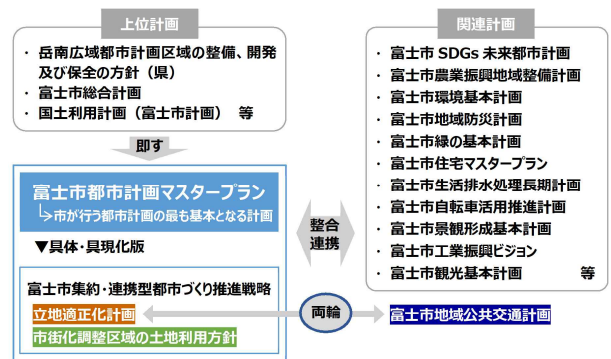 上位計画
・ 岳南広域都市計画区域の整備、開発
及び保全の方針（県）
・ 富士市総合計画
・ 国土利用計画（富士市計画） 等
即す
富士市都市計画マスタープラン
↳市が行う都市計画の最も基本となる計画
▼具体・具現化版
富士市集約・連携型都市づくり推進戦略
立地適正化計画
市街化調整区域の土地利用方針
整合
連携
両輪
関連計画
・ 富士市 SDGs 未来都市計画
・ 富士市農業振興地域整備計画
・ 富士市環境基本計画
・ 富士市地域防災計画
・ 富士市緑の基本計画
・ 富士市住宅マスタープラン
・ 富士市生活排水処理長期計画
・ 富士市自転車活用推進計画
・ 富士市景観形成基本計画
・ 富士市工業振興ビジョン
・ 富士市観光基本計画 等
富士市地域公共交通計画